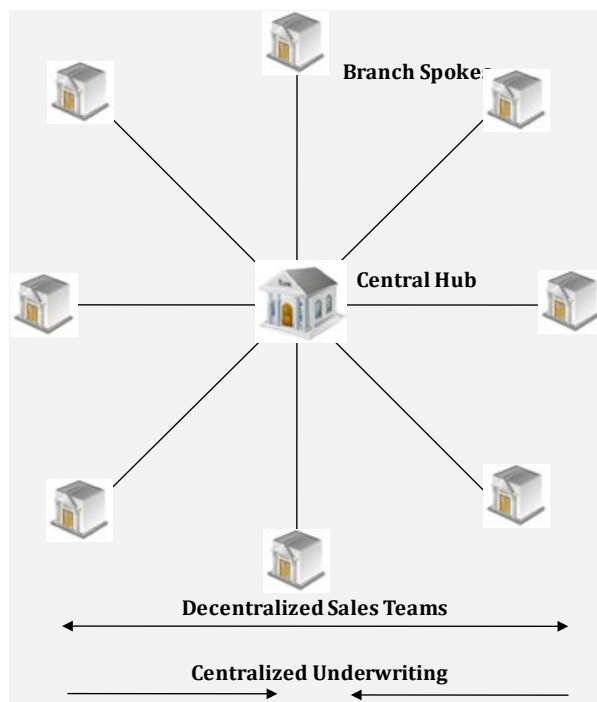 Branch Spokes
Central Hub
Decentralized Sales Teams
Centralized Underwriting